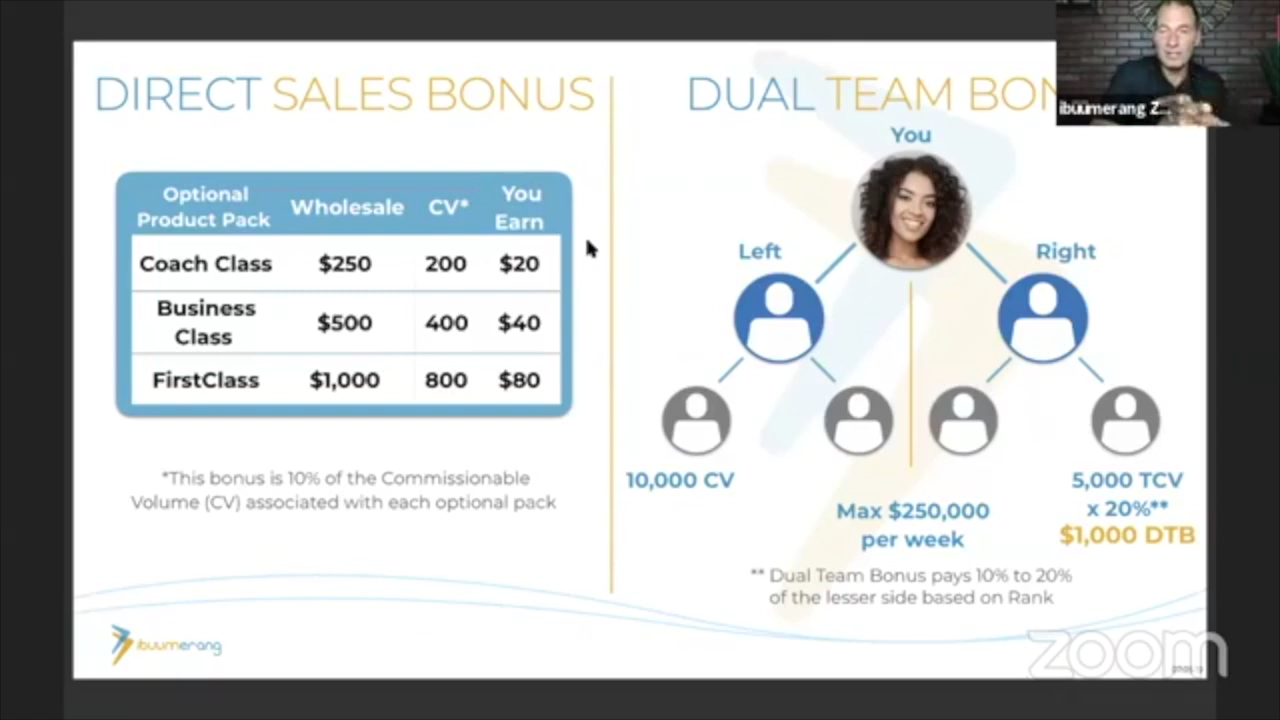 DIRECT SALES BONUS
Optional
Product Pack
Wholesale
CV*
You
Earn
Coach Class
$250
200
$20
Business
Class
$500
400
$40
FirstClass
$1,000
800
$80
*This bonus is 10% of the Commissionable
Volume (CV) associated with each optional pack
ibuumerang
DUAL TEAM BON
You
Left
Right
10,000 CV
Max $250,000
per week
5,000 TCV
x 20%**
$1,000 DTB
** Dual Team Bonus pays 10% to 20%
of the lesser side based on Rank
ibuumerang Z...
zoom